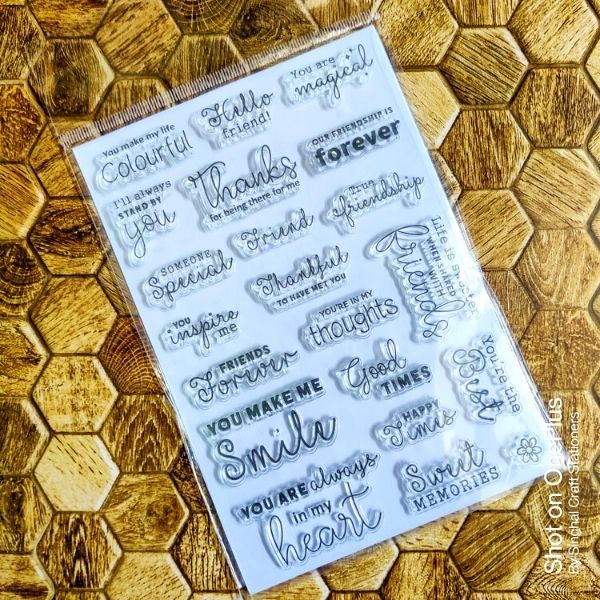 You make my life
Colourful
Hello
friend!
You are
magical
I'll always
STAND BY
you
Thanks
for being there for me
OUR FRIENDSHIP IS
forever
SOMEONE
Special
Friend
True
friendship
YOU
inspire
me
Thankful
TO HAVE MET YOU
YOU'RE IN MY
thoughts
Life is sweeter
WHEN SHARED
WITH
friends
FRIENDS
Forever
Good
TIMES
You're the
Best
YOU MAKE ME
Smile
HAPPY
Times
YOU ARE always
in my
heart
Sweet
MEMORIES
Shot on OnePlus
By Sinchal Craft Stationers